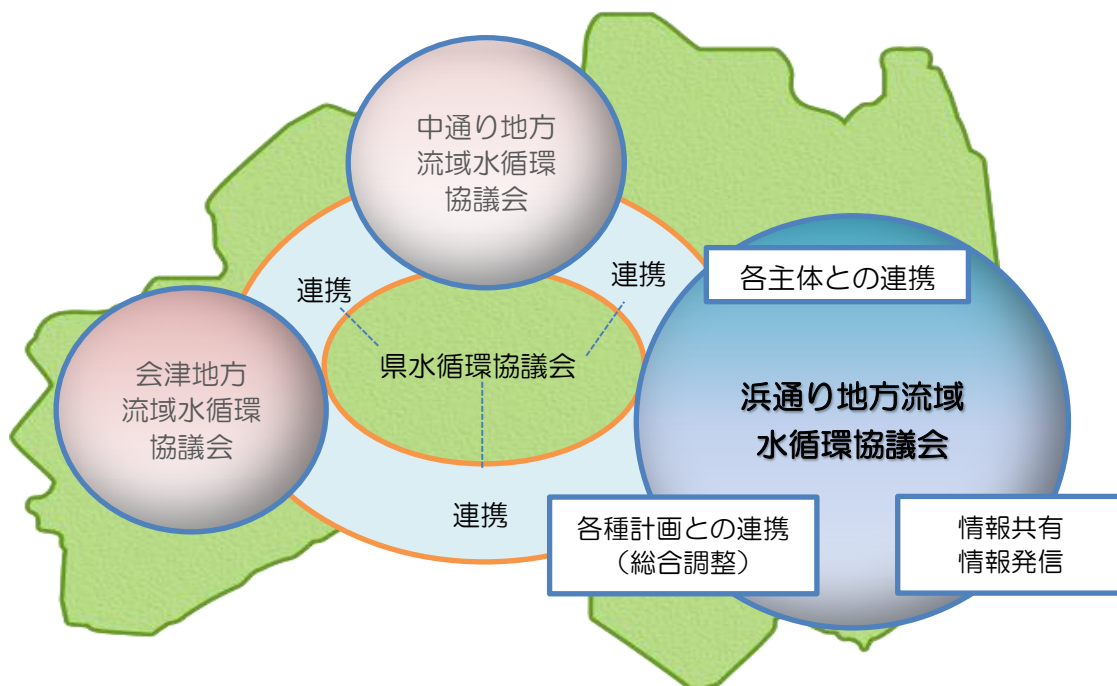 中通り地方
流域水循環
協議会
連携
連携
各主体との連携
県水循環協議会
会津地方
流域水循環
協議会
浜通り地方流域
水循環協議会
連携
各種計画との連携
（総合調整）
情報共有
情報発信